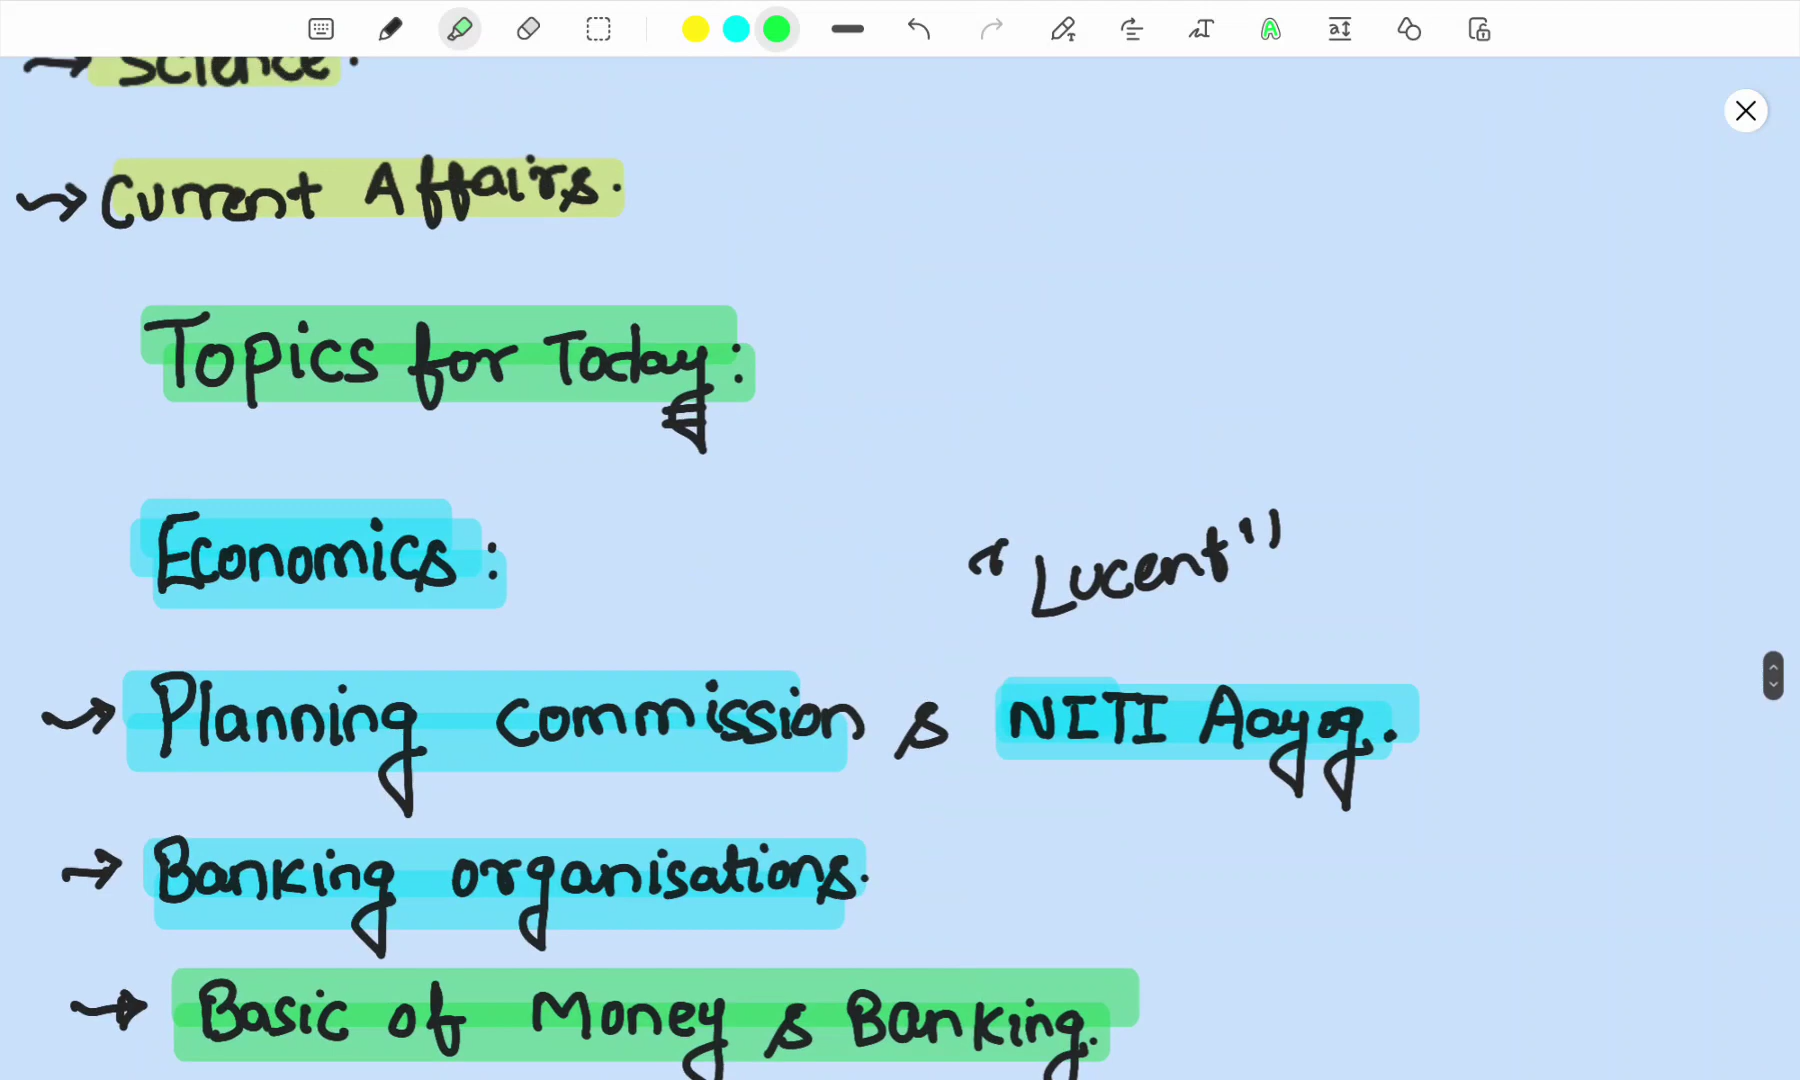 → Science.
→ Current Affairs.
Topics for Today:
Economics:
"Lucent"
→ Planning commission & NITI Aayog.
→ Banking organisations.
→ Basic of Money & Banking.